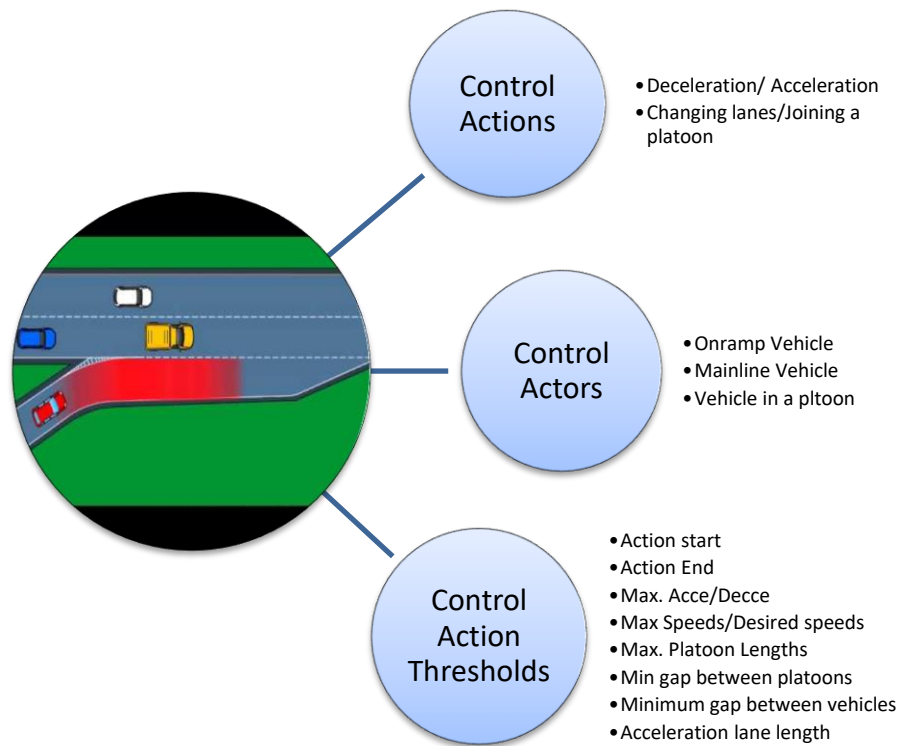 Control
Actions
•Deceleration/ Acceleration
•Changing lanes/Joining a
platoon
Control
Actors
•Onramp Vehicle
•Mainline Vehicle
•Vehicle in a pltoon
Control
Action
Thresholds
•Action start
•Action End
•Max. Acce/Decce
•Max Speeds/Desired speeds
•Max. Platoon Lengths
•Min gap between platoons
•Minimum gap between vehicles
•Acceleration lane length